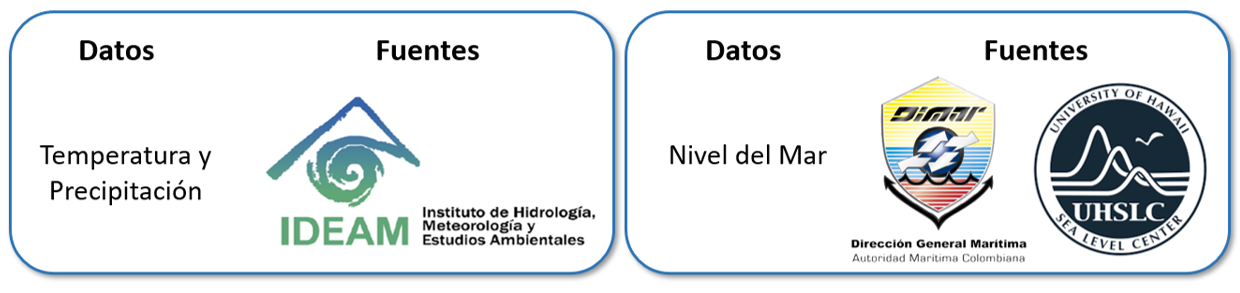 Datos
Fuentes
Temperatura y
Precipitación
IDEAM
Instituto de Hidrología,
Meteorología y
Estudios Ambientales
Datos
Fuentes
Nivel del Mar
DIMAR
Dirección General Marítima
Autoridad Marítima Colombiana
UNIVERSITY OF HAWAII
UHSLC
SEA LEVEL CENTER